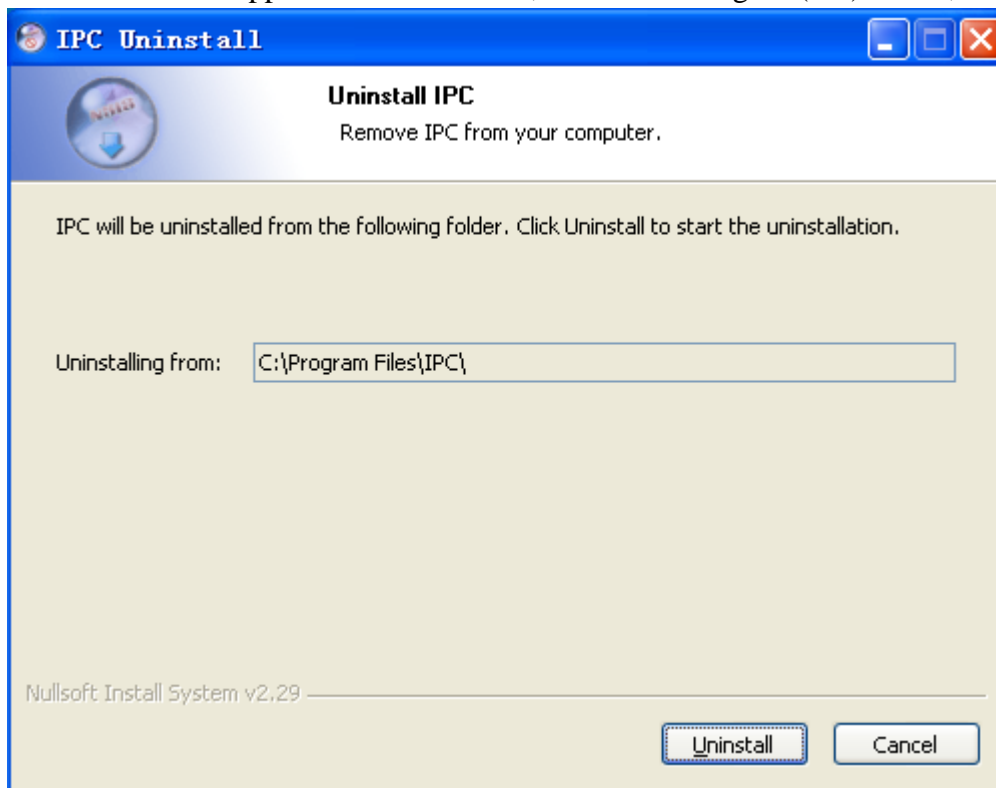 IPC Uninstall
Uninstall IPC
Remove IPC from your computer.
IPC will be uninstalled from the following folder. Click Uninstall to start the uninstallation.
Uninstalling from: C:\Program Files\IPC\
Nullsoft Install System v2.29
Uninstall Cancel